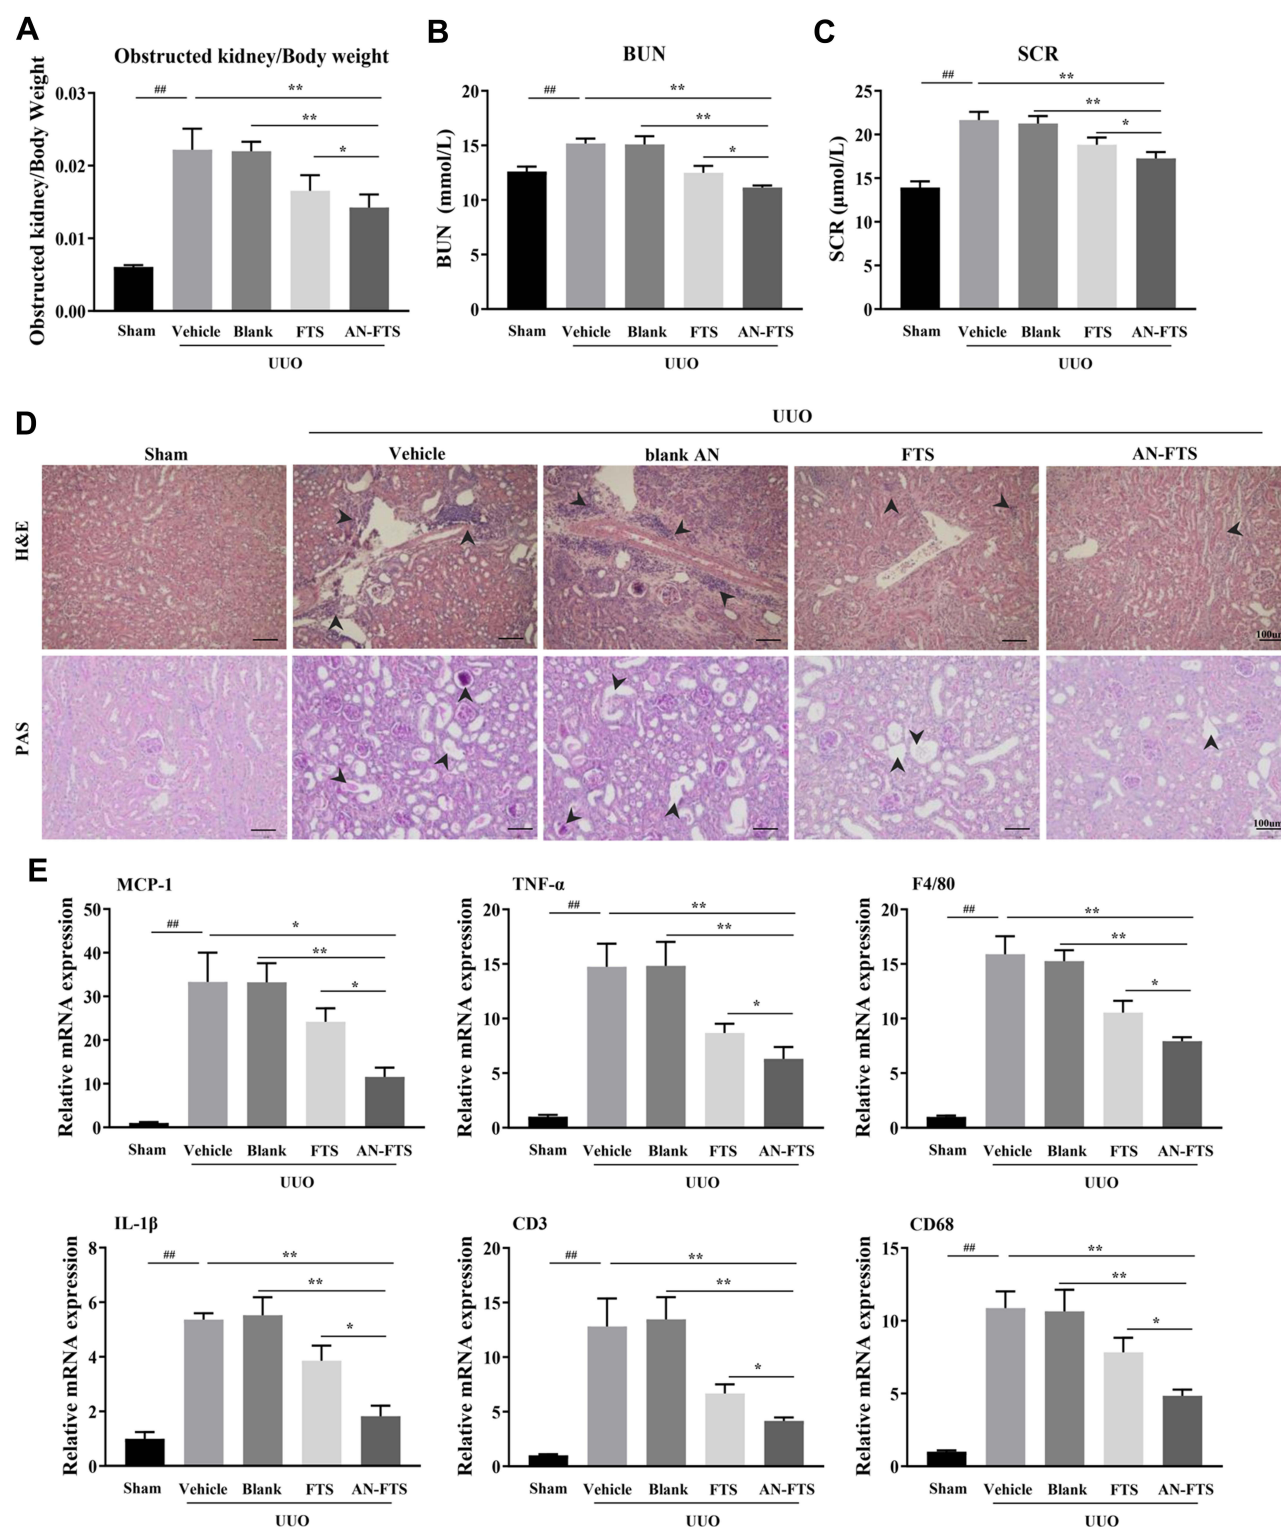 A
Obstructed kidney/Body weight
Obstructed kidney/Body Weight
0.03
0.02
0.01
0.00
##
**
**
*
Sham Vehicle Blank FTS AN-FTS
UUO
B
BUN
BUN (mmol/L)
20
15
10
5
0
##
**
**
*
Sham Vehicle Blank FTS AN-FTS
UUO
C
SCR
SCR (μmol/L)
25
20
15
10
5
0
##
**
**
*
Sham Vehicle Blank FTS AN-FTS
UUO
D
UUO
Sham Vehicle blank AN FTS AN-FTS
H&E
100um
PAS
100um
E
MCP-1
Relative mRNA expression
50
40
30
20
10
0
##
*
**
*
Sham Vehicle Blank FTS AN-FTS
UUO
TNF-α
Relative mRNA expression
20
15
10
5
0
##
**
**
*
Sham Vehicle Blank FTS AN-FTS
UUO
F4/80
Relative mRNA expression
20
15
10
5
0
##
**
**
*
Sham Vehicle Blank FTS AN-FTS
UUO
IL-1β
Relative mRNA expression
8
6
4
2
0
##
**
**
*
Sham Vehicle Blank FTS AN-FTS
UUO
CD3
Relative mRNA expression
20
15
10
5
0
##
**
**
*
Sham Vehicle Blank FTS AN-FTS
UUO
CD68
Relative mRNA expression
15
10
5
0
##
**
**
*
Sham Vehicle Blank FTS AN-FTS
UUO